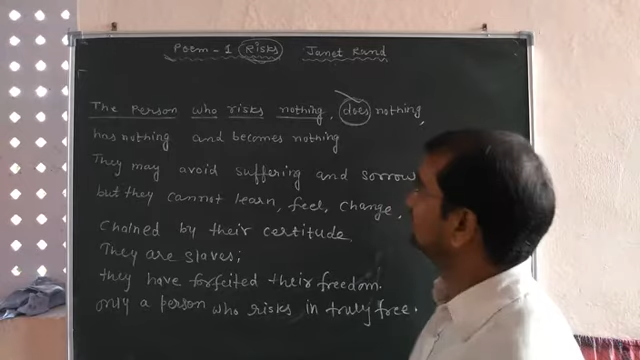 Poem-1 Risks Janet Rand
The Person who risks nothing, does nothing,
has nothing and becomes nothing
They may avoid suffering and sorrow
but they cannot learn, feel, change,
Chained by their certitude
They are slaves;
they have forfeited their freedom.
only a person who risks in truly free.